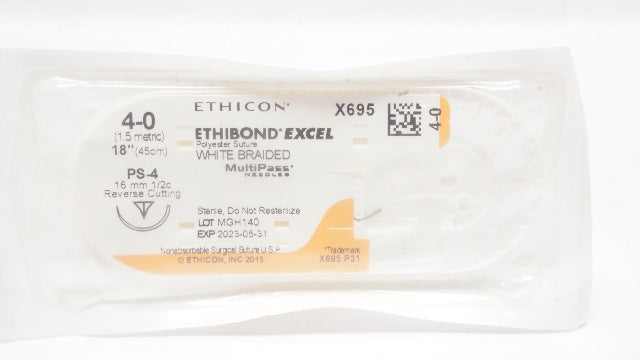 ETHICON*
X695
4-0
4-0
(1.5 metric)
18" (45cm)
ETHIBOND* EXCEL
Polyester Suture
WHITE BRAIDED
MultiPass*
NEEDLES
PS-4
16 mm 1/2c
Reverse Cutting
Sterile, Do Not Resterilize
LOT MGH140
EXP 2023-05-31
Nonabsorbable Surgical Suture U.S.P.
© ETHICON, INC 2015
*Trademark
X695 P31